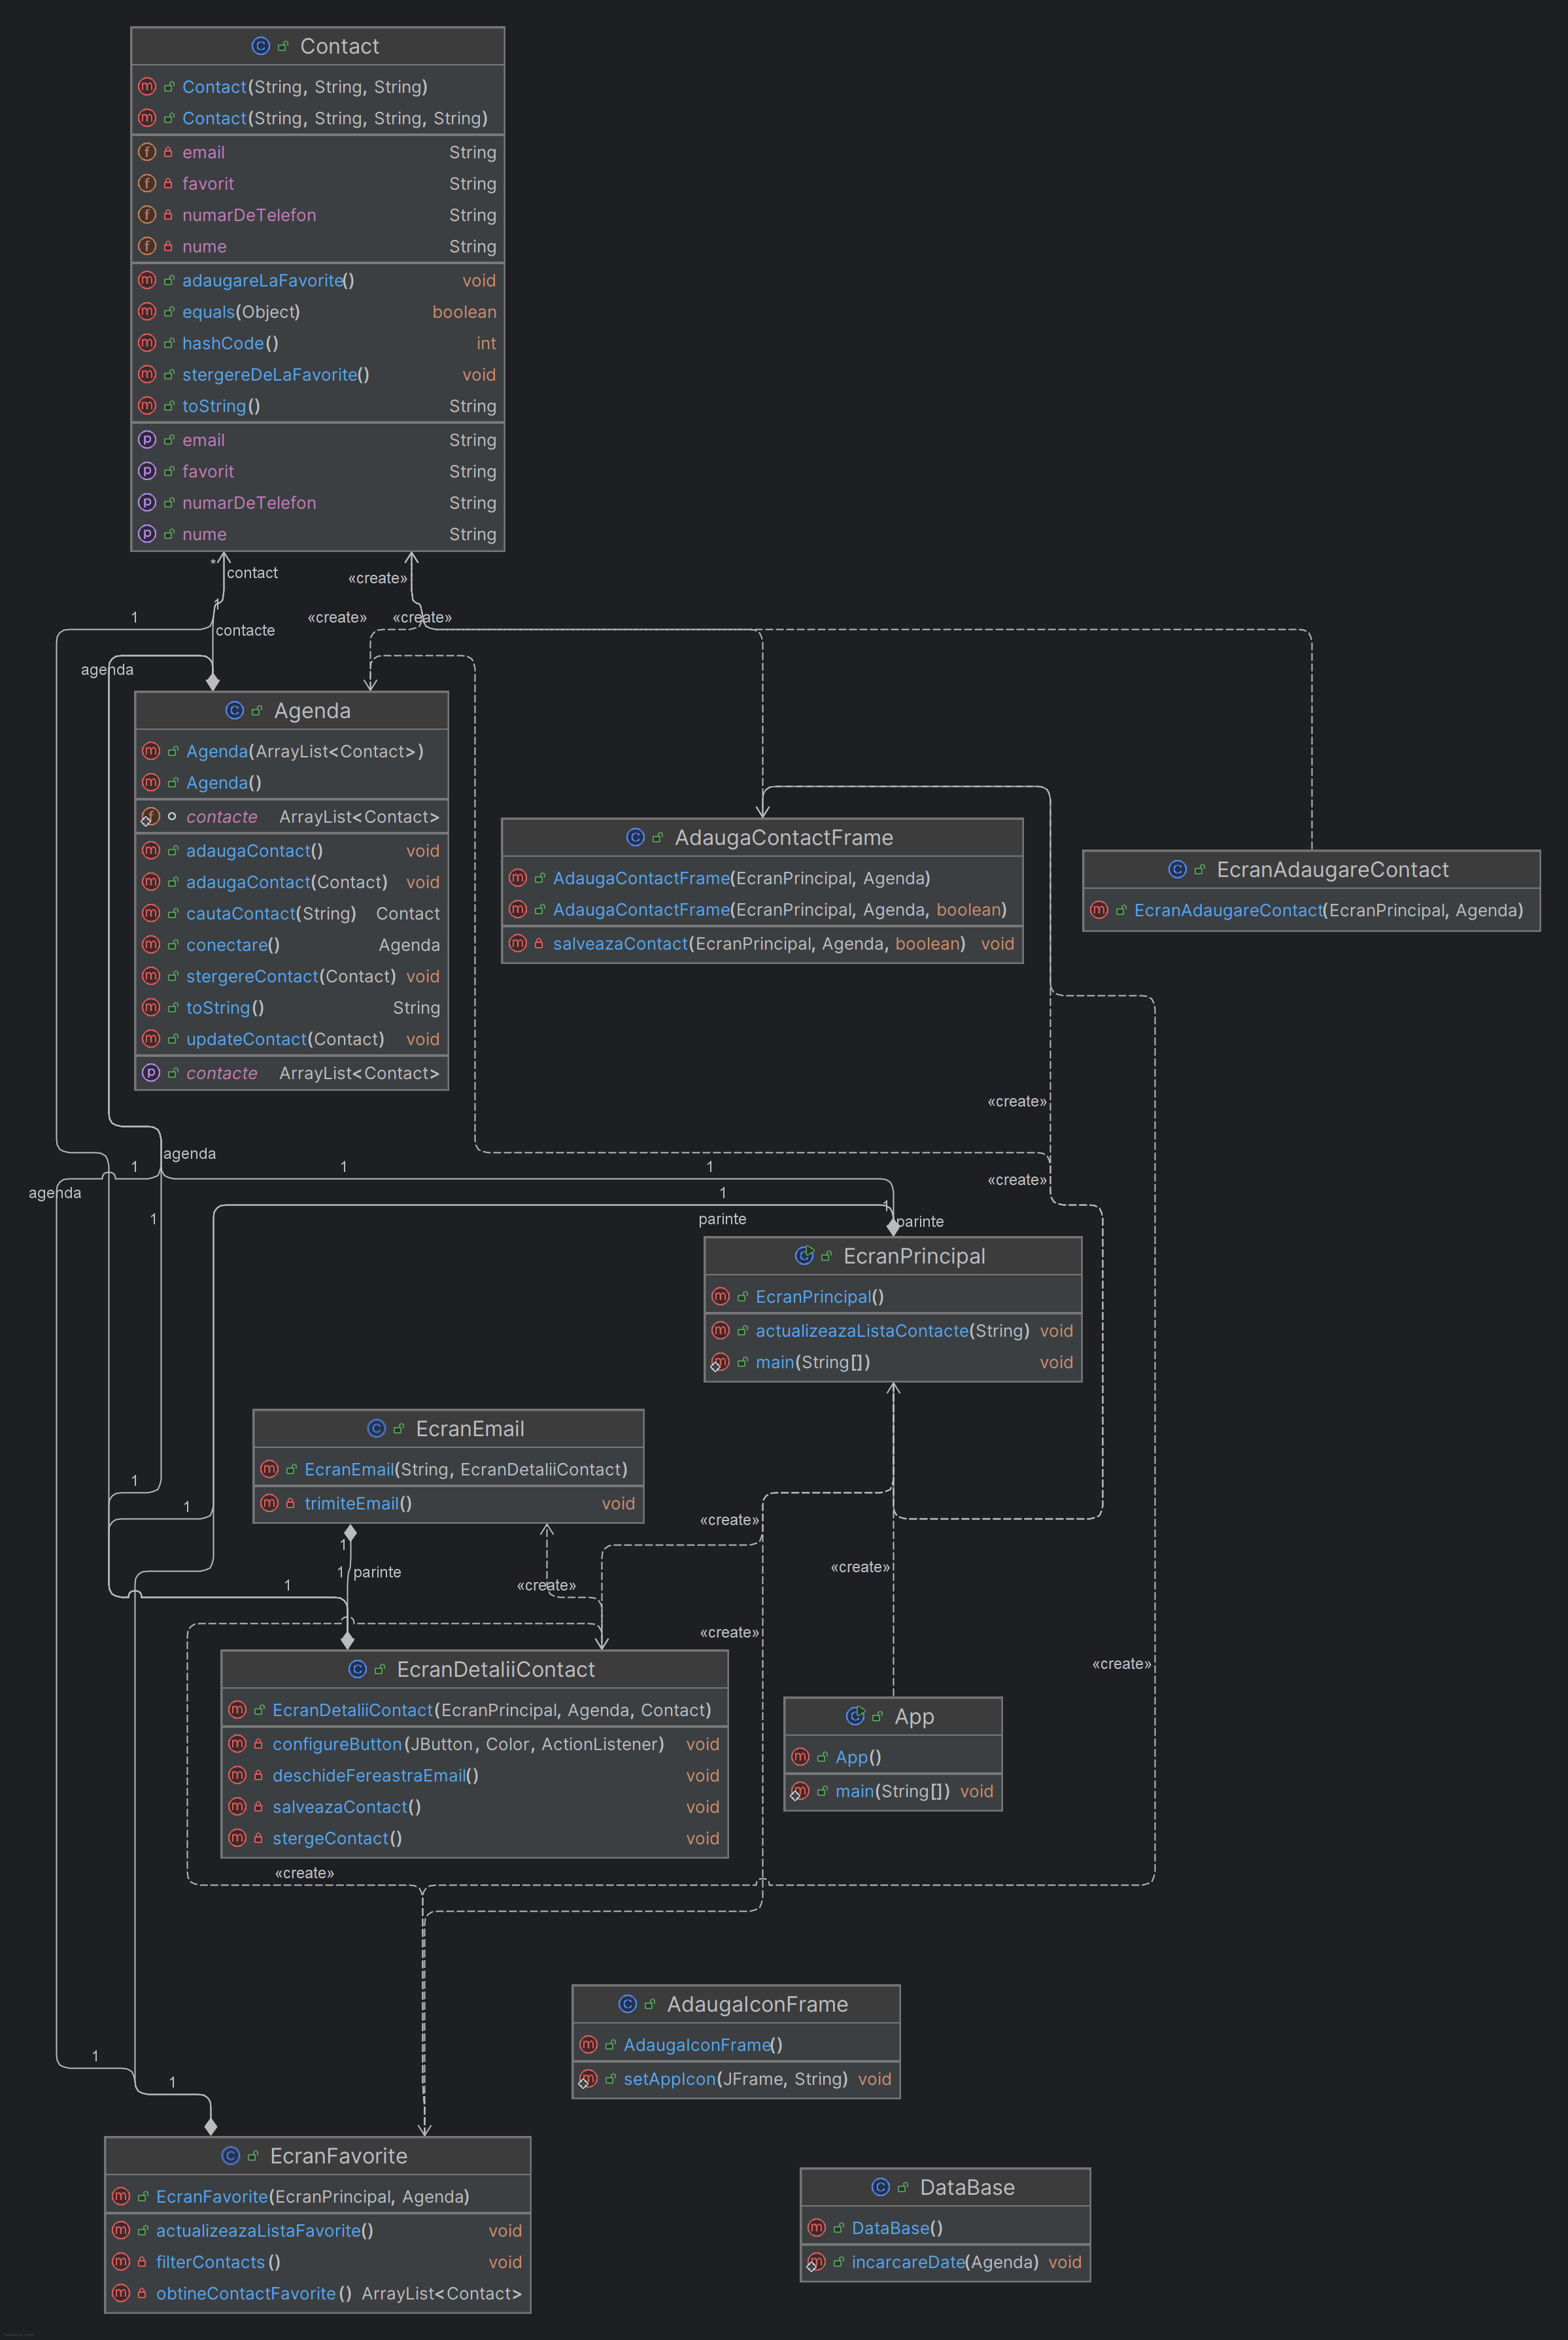 Contact
Contact(String, String, String)
Contact(String, String, String, String)
email String
favorit String
numarDeTelefon String
nume String
adaugareLaFavorite() void
equals(Object) boolean
hashCode() int
stergereDeLaFavorite() void
toString() String
email String
favorit String
numarDeTelefon String
nume String
* contact
«create»
1
1
«create» «create»
contacte
agenda
Agenda
Agenda(ArrayList<Contact>)
Agenda()
contacte ArrayList<Contact>
adaugaContact() void
adaugaContact(Contact) void
cautaContact(String) Contact
conectare() Agenda
stergereContact(Contact) void
toString() String
updateContact(Contact) void
contacte ArrayList<Contact>
AdaugaContactFrame
AdaugaContactFrame(EcranPrincipal, Agenda)
AdaugaContactFrame(EcranPrincipal, Agenda, boolean)
salveazaContact(EcranPrincipal, Agenda, boolean) void
EcranAdaugareContact
EcranAdaugareContact(EcranPrincipal, Agenda)
«create»
agenda
1 1 1
«create»
agenda
1
1
1
parinte
parinte
EcranPrincipal
EcranPrincipal()
actualizeazaListaContacte(String) void
main(String[]) void
EcranEmail
EcranEmail(String, EcranDetaliiContact)
trimiteEmail() void
1
1
«create»
1
1 parinte
«create»
1
«create»
«create»
«create»
EcranDetaliiContact
EcranDetaliiContact(EcranPrincipal, Agenda, Contact)
configureButton(JButton, Color, ActionListener) void
deschideFereastraEmail() void
salveazaContact() void
stergeContact() void
App
App()
main(String[]) void
«create»
AdaugaIconFrame
AdaugaIconFrame()
setAppIcon(JFrame, String) void
1
1
EcranFavorite
EcranFavorite(EcranPrincipal, Agenda)
actualizeazaListaFavorite() void
filterContacts() void
obtineContactFavorite() ArrayList<Contact>
DataBase
DataBase()
incarcareDate(Agenda) void